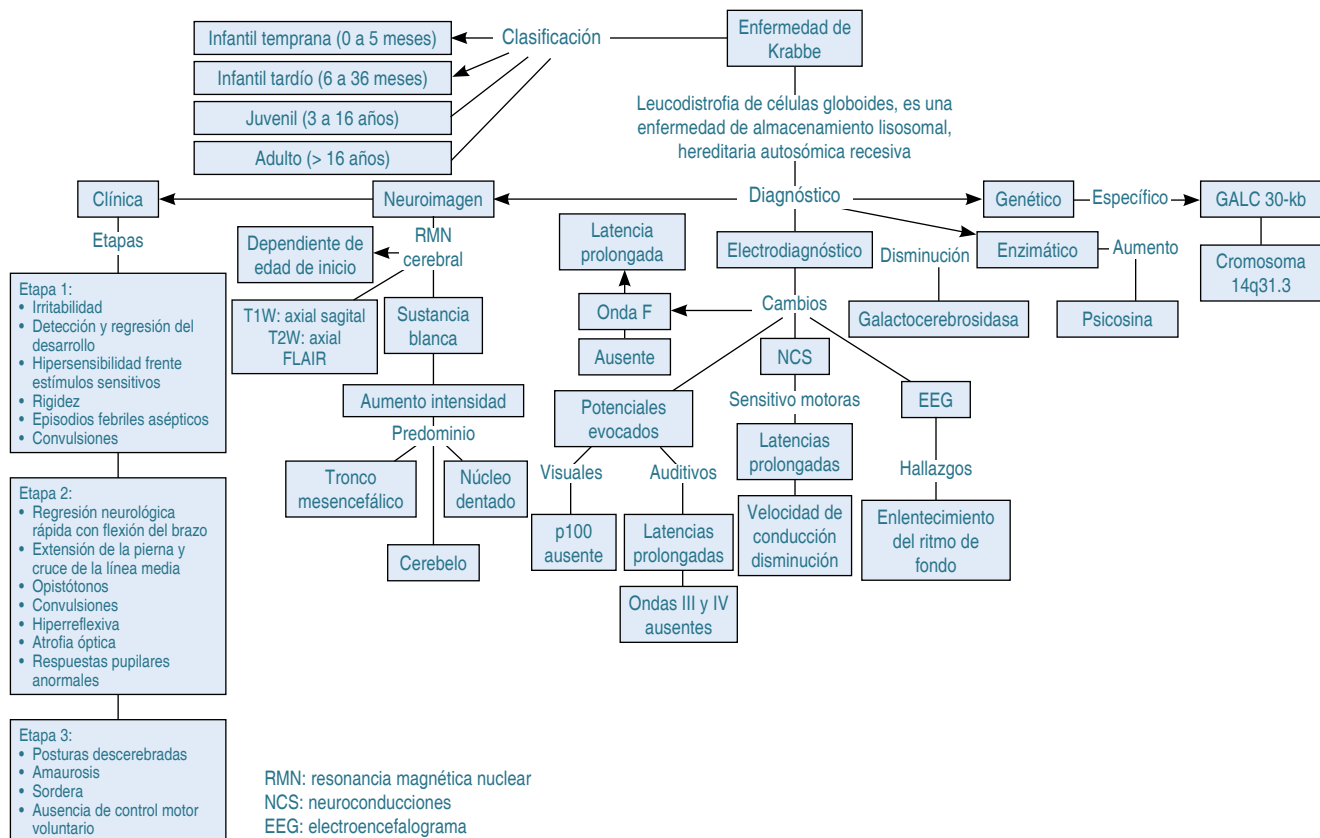 Enfermedad de
Krabbe
Clasificación
Infantil temprana (0 a 5 meses)
Infantil tardío (6 a 36 meses)
Juvenil (3 a 16 años)
Adulto (> 16 años)
Leucodistrofia de células globoides, es una
enfermedad de almacenamiento lisosomal,
hereditaria autosómica recesiva
Diagnóstico
Clínica
Etapas
Etapa 1:
• Irritabilidad
• Detección y regresión del
desarrollo
• Hipersensibilidad frente
estímulos sensitivos
• Rigidez
• Episodios febriles asépticos
• Convulsiones
Etapa 2:
• Regresión neurológica
rápida con flexión del brazo
• Extensión de la pierna y
cruce de la línea media
• Opistótonos
• Convulsiones
• Hiperreflexiva
• Atrofia óptica
• Respuestas pupilares
anormales
Etapa 3:
• Posturas descerebradas
• Amaurosis
• Sordera
• Ausencia de control motor
voluntario
Neuroimagen
RMN
cerebral
Dependiente de
edad de inicio
T1W: axial sagital
T2W: axial
FLAIR
Sustancia
blanca
Aumento intensidad
Predominio
Tronco
mesencefálico
Núcleo
dentado
Cerebelo
Electrodiagnóstico
Cambios
Latencia
prolongada
Onda F
Ausente
Potenciales
evocados
Visuales
p100
ausente
Auditivos
Latencias
prolongadas
Ondas III y IV
ausentes
NCS
Sensitivo motoras
Latencias
prolongadas
Velocidad de
conducción
disminución
EEG
Hallazgos
Enlentecimiento
del ritmo de
fondo
Enzimático
Disminución
Galactocerebrosidasa
Aumento
Psicosina
Genético
Específico
GALC 30-kb
Cromosoma
14q31.3
RMN: resonancia magnética nuclear
NCS: neuroconducciones
EEG: electroencefalograma